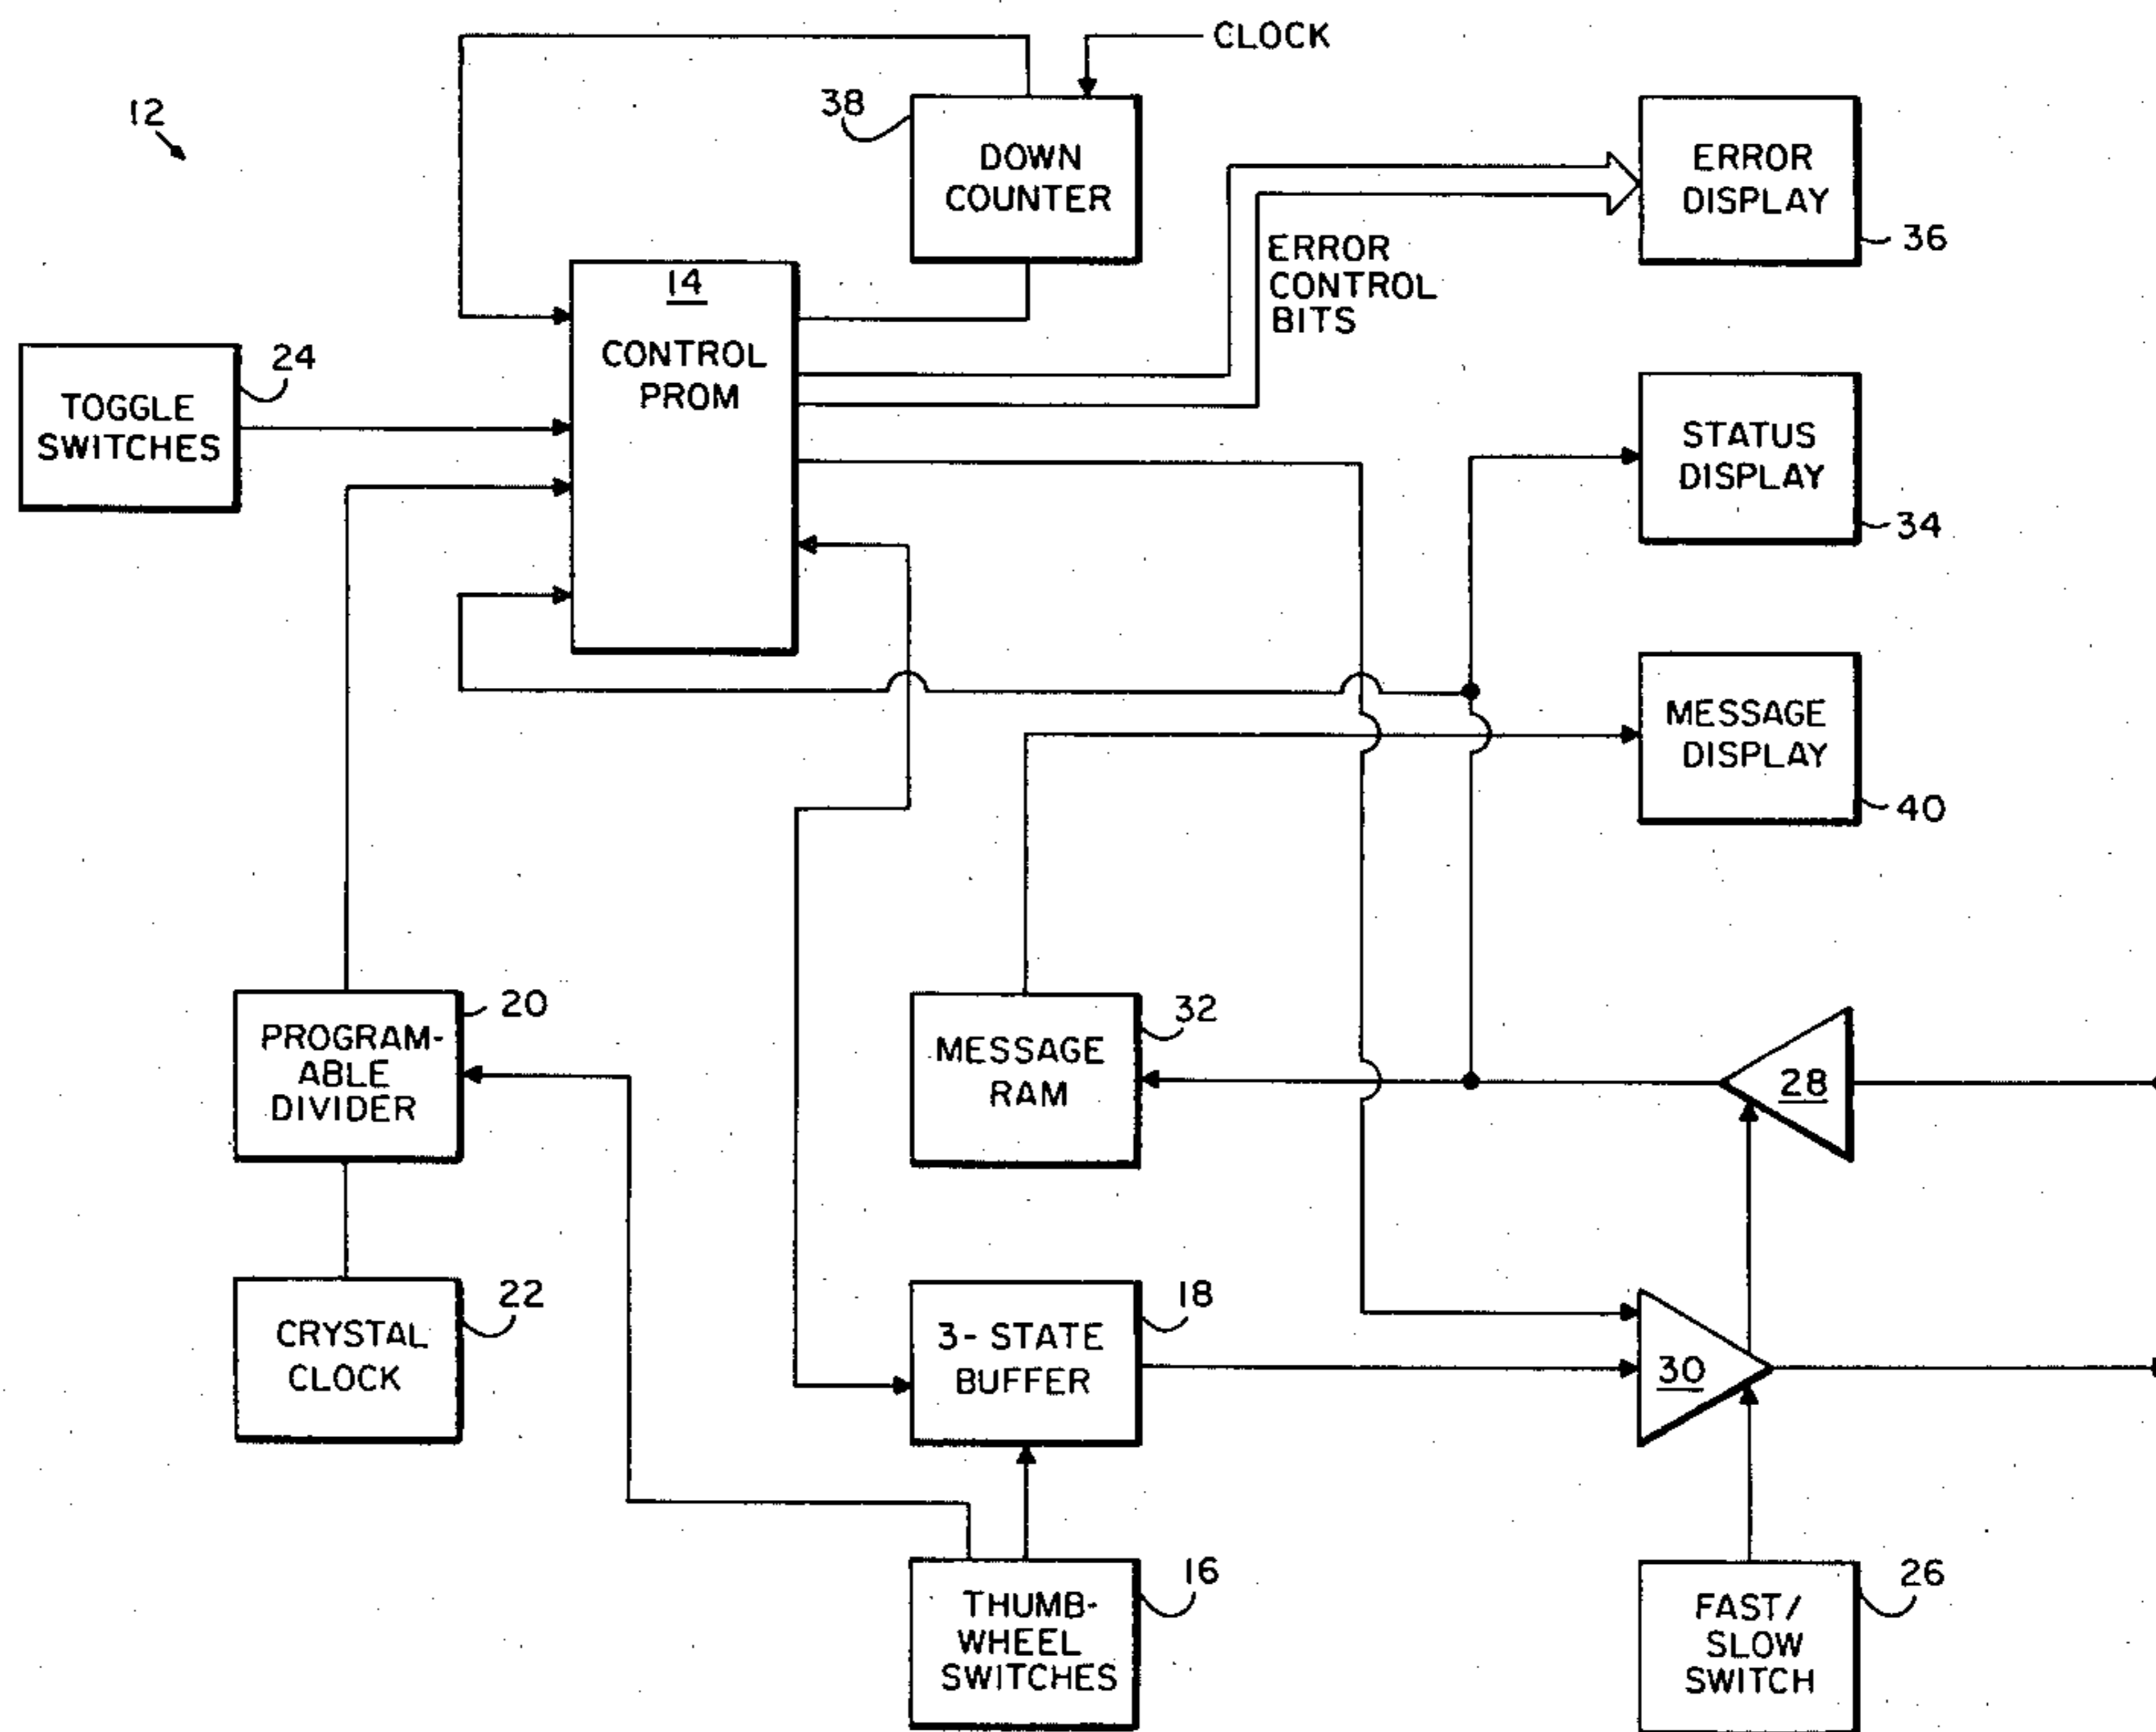 CLOCK
12
38
DOWN
COUNTER
ERROR
DISPLAY
36
ERROR
CONTROL
BITS
14
CONTROL
PROM
24
TOGGLE
SWITCHES
STATUS
DISPLAY
34
MESSAGE
DISPLAY
40
20
PROGRAM-
ABLE
DIVIDER
32
MESSAGE
RAM
28
22
CRYSTAL
CLOCK
18
3-STATE
BUFFER
30
16
THUMB-
WHEEL
SWITCHES
26
FAST/
SLOW
SWITCH